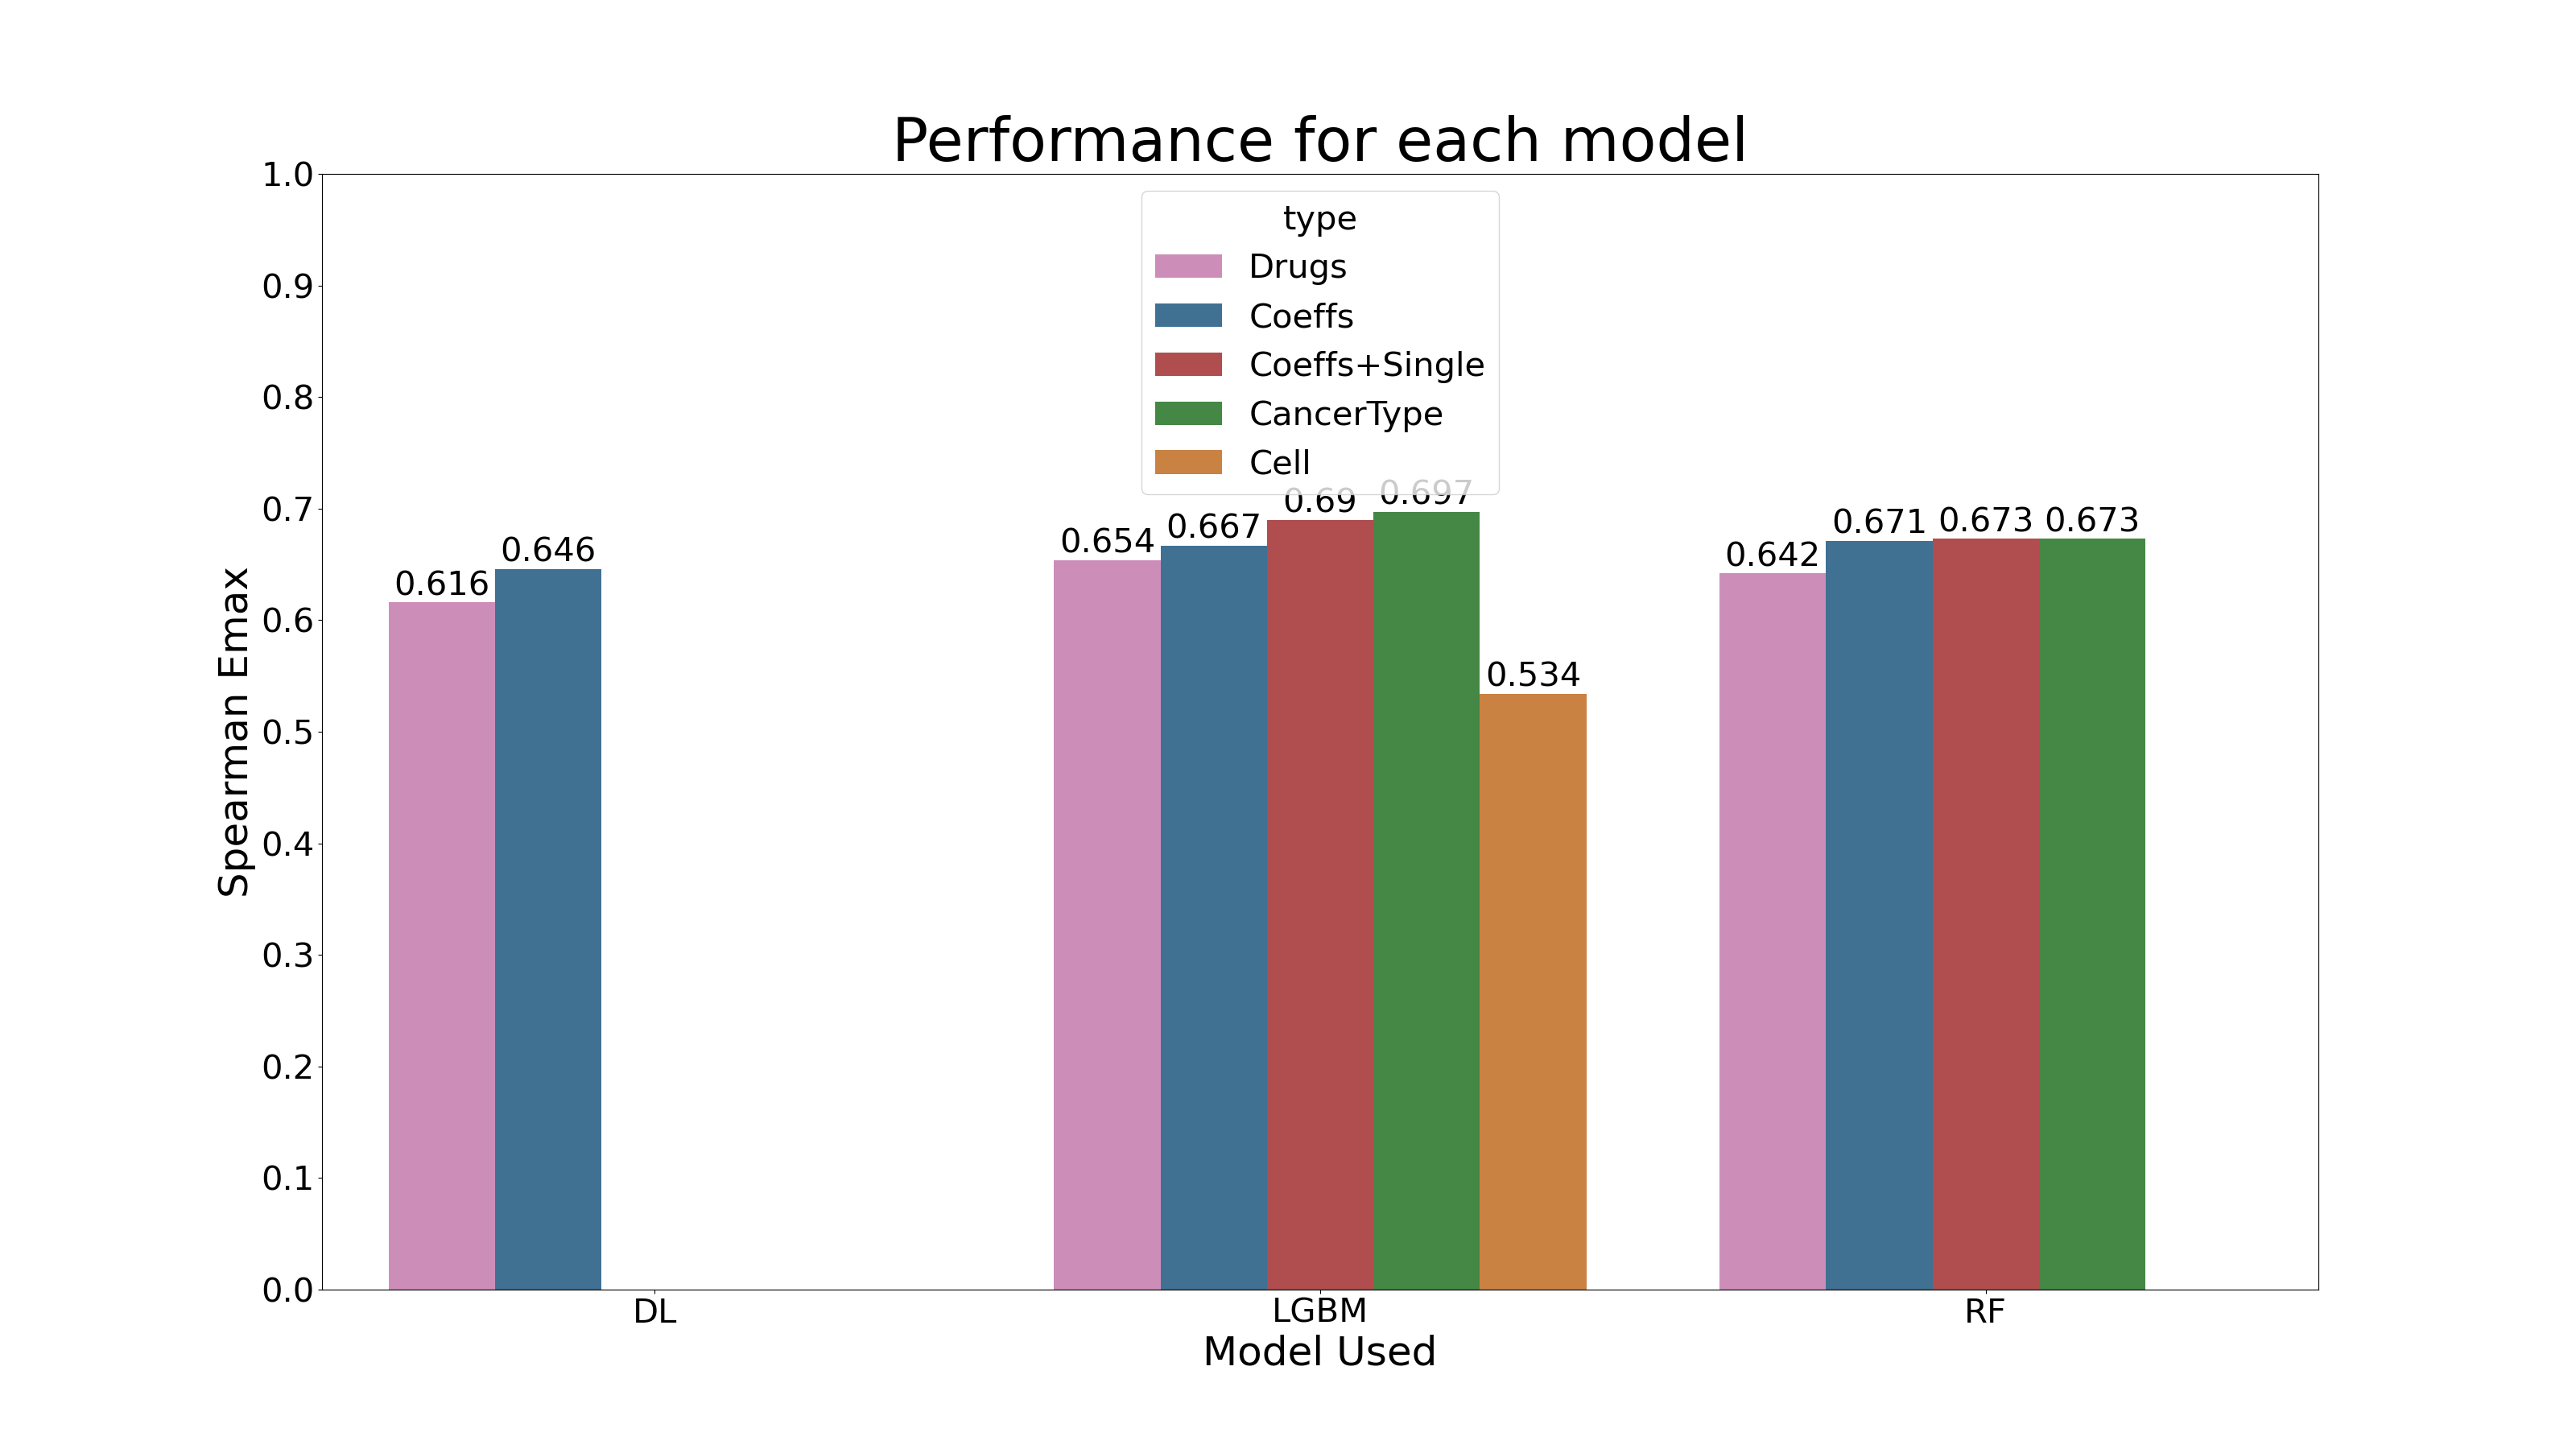 Performance for each model
type
Drugs
Coeffs
Coeffs+Single
CancerType
Cell
Spearman Emax
1.0
0.9
0.8
0.7
0.6
0.5
0.4
0.3
0.2
0.1
0.0
0.616
0.646
0.654
0.667
0.69
0.697
0.534
0.642
0.671
0.673
0.673
DL
LGBM
RF
Model Used